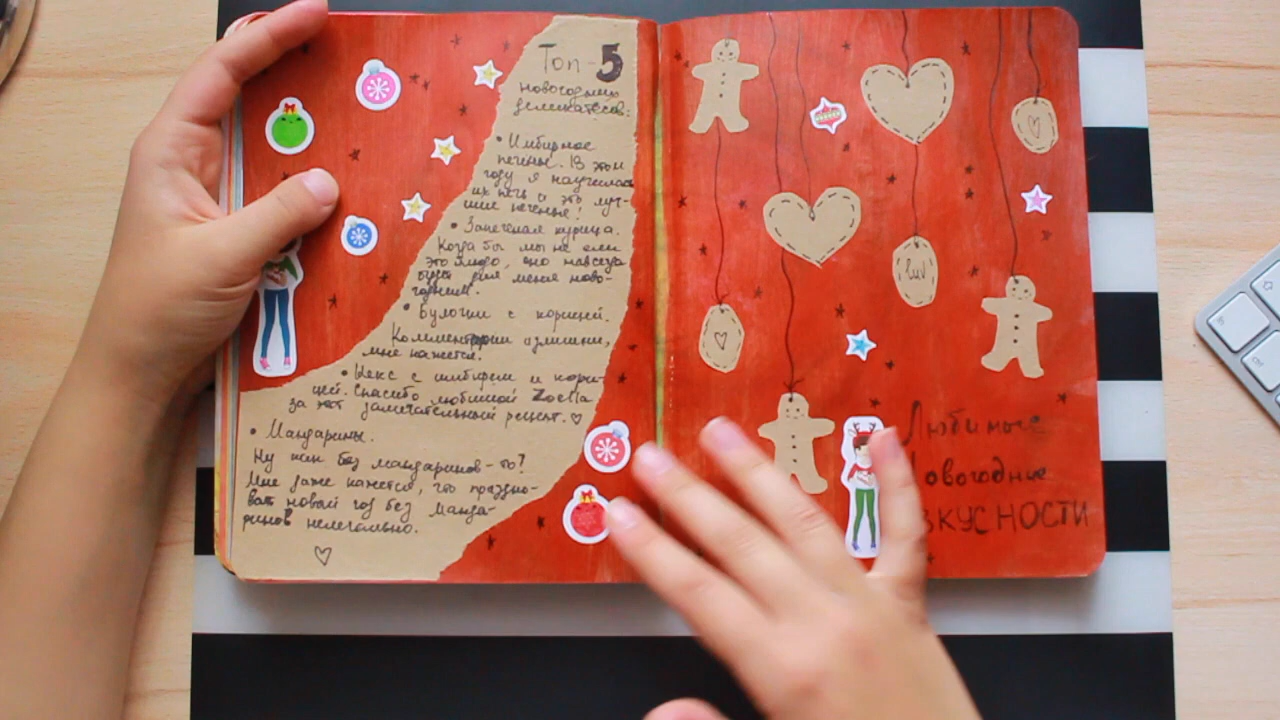 Топ-5
новогодних
деликатесов:
• Имбирное
печенье. В этом
году я научилась
их печь и это луч-
шие печенье!
• Запечёная курица.
Когда бы мы не ели
это блюдо, оно навсегда
будет для меня ново-
годним.
• Булочки с корицей.
Комментарии излишни,
мне кажется.
• Кекс с имбирем и кори-
цей. Спасибо любимой Zoella
за этот замечательный рецепт. ♡
• Мандарины.
Ну как без мандаринов-то?
Мне даже кажется, что праздно-
вать новый год без манда-
ринов нелегально.
luv
Любимые
Новогодние
ВКУСНОСТИ